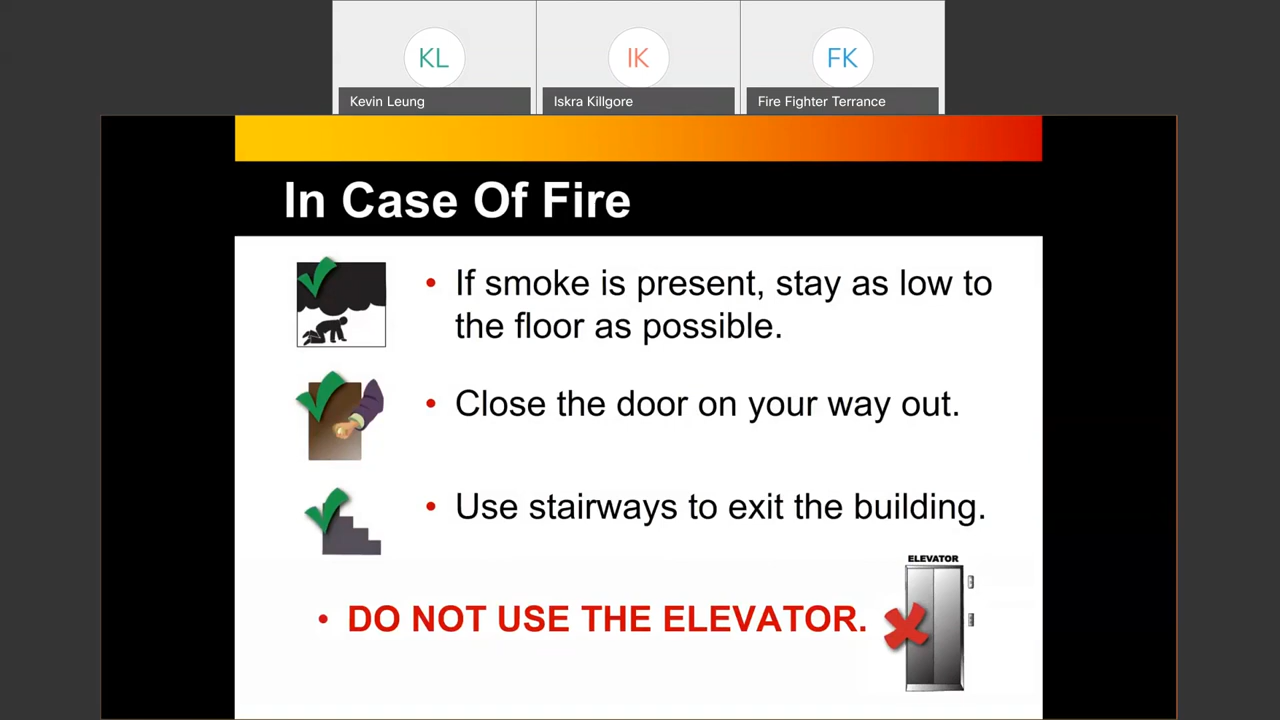 KL
IK
FK
Kevin Leung
Iskra Killgore
Fire Fighter Terrance
In Case Of Fire
• If smoke is present, stay as low to
the floor as possible.
• Close the door on your way out.
• Use stairways to exit the building.
ELEVATOR
• DO NOT USE THE ELEVATOR.